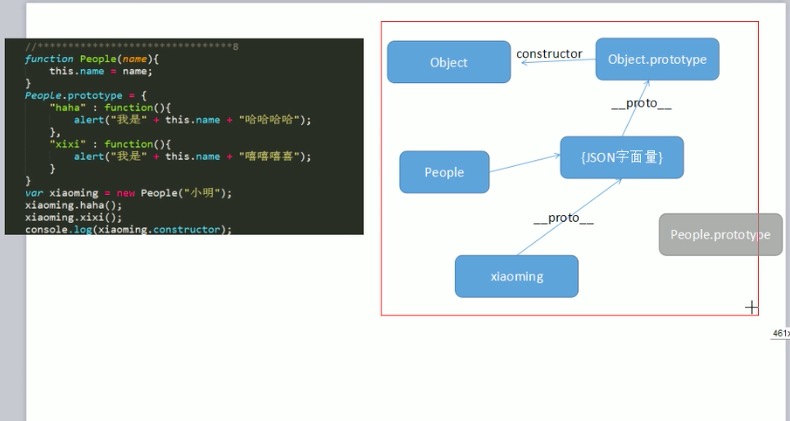 //*******************************8
function People(name){
this.name = name;
}
People.prototype = {
"haha" : function(){
alert("我是" + this.name + "哈哈哈哈");
},
"xixi" : function(){
alert("我是" + this.name + "嘻嘻嘻喜");
}
}
var xiaoming = new People("小明");
xiaoming.haha();
xiaoming.xixi();
console.log(xiaoming.constructor);
Object
constructor
Object.prototype
__proto__
People
{JSON字面量}
__proto__
People.prototype
xiaoming